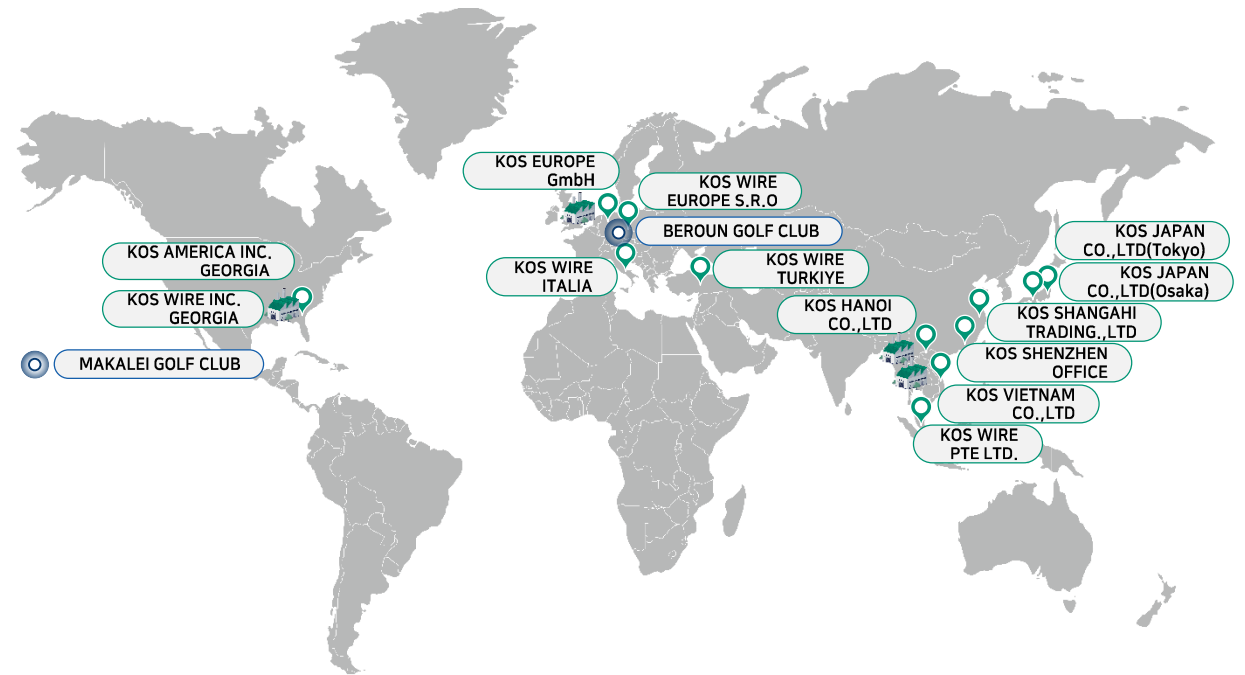 KOS EUROPE
GmbH
KOS WIRE
EUROPE S.R.O
BEROUN GOLF CLUB
KOS JAPAN
CO.,LTD(Tokyo)
KOS AMERICA INC.
GEORGIA
KOS WIRE
ITALIA
KOS WIRE
TURKIYE
KOS JAPAN
CO.,LTD(Osaka)
KOS WIRE INC.
GEORGIA
KOS HANOI
CO.,LTD
KOS SHANGAHI
TRADING.,LTD
MAKALEI GOLF CLUB
KOS SHENZHEN
OFFICE
KOS VIETNAM
CO.,LTD
KOS WIRE
PTE LTD.